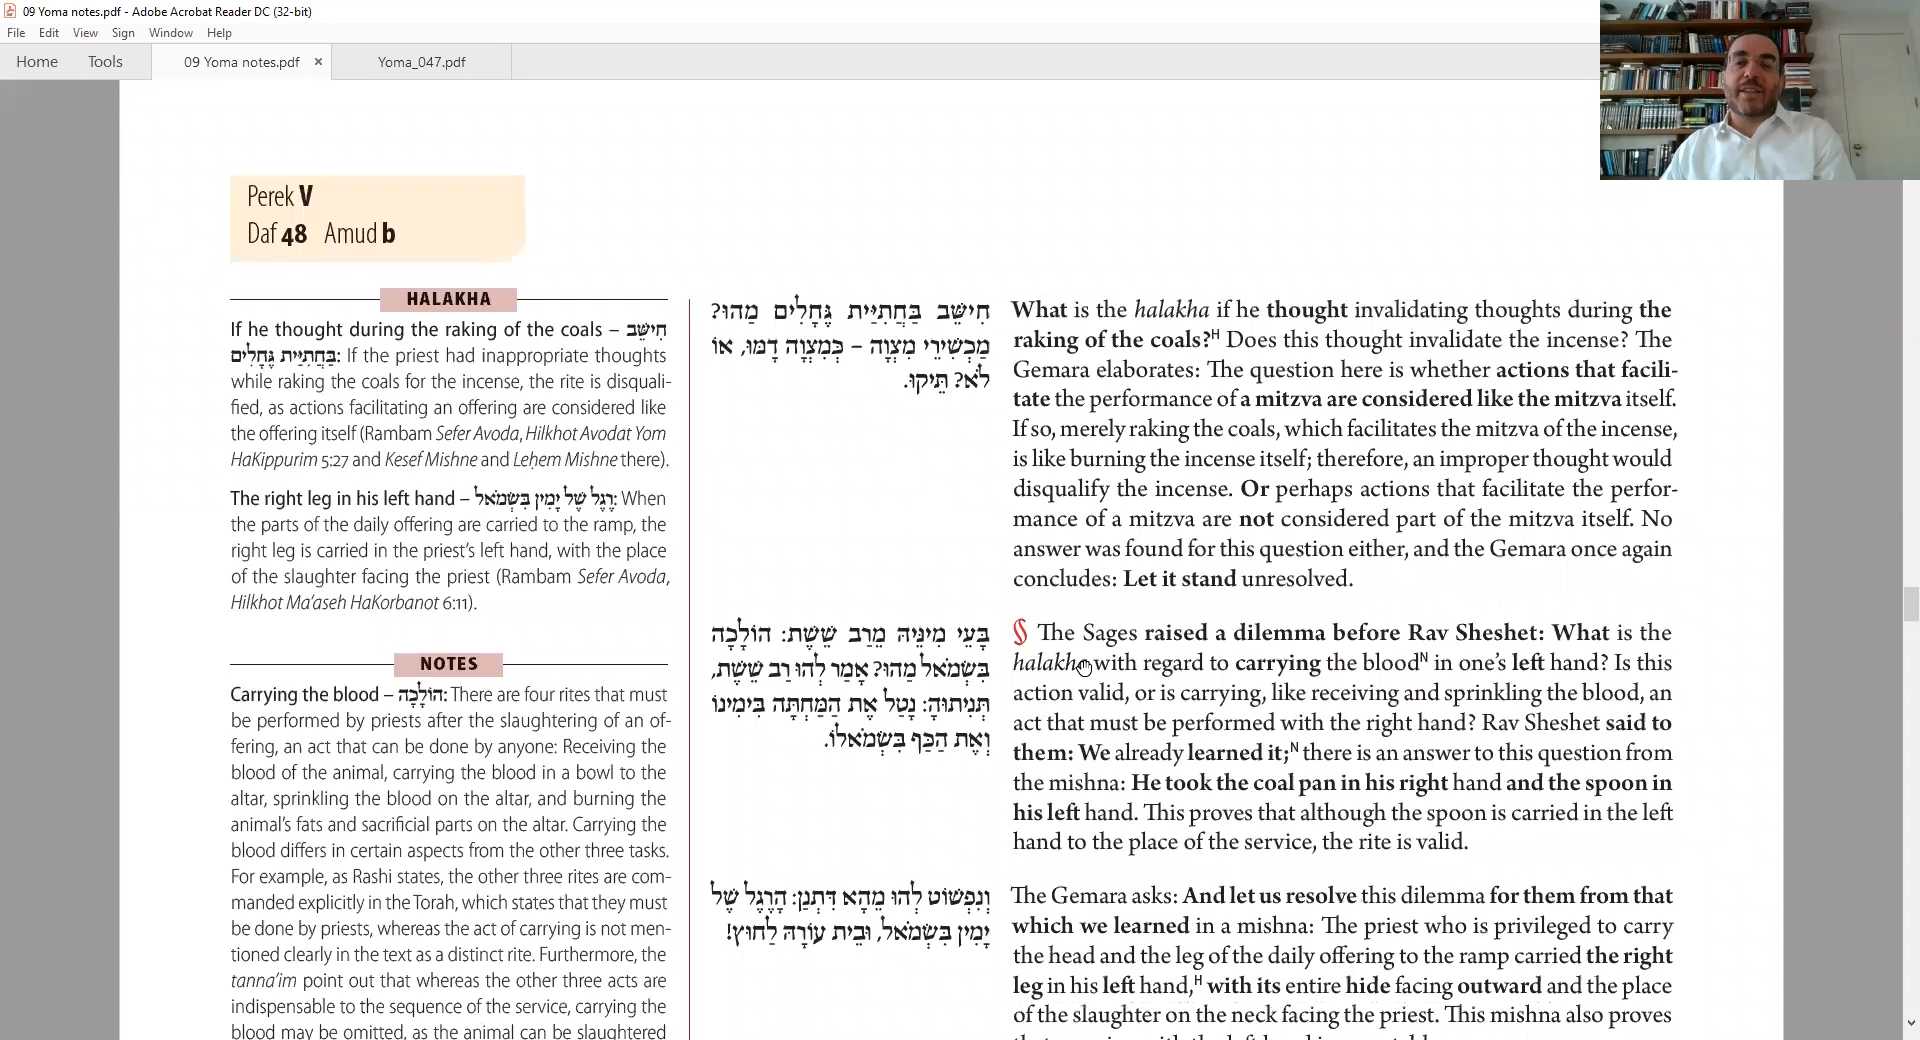 09 Yoma notes.pdf - Adobe Acrobat Reader DC (32-bit)
File Edit View Sign Window Help
Home Tools 09 Yoma notes.pdf × Yoma_047.pdf
Perek V
Daf 48 Amud b
HALAKHA
If he thought during the raking of the coals – חִישֵּׁב
בַּחֲתִיַּית גֶּחָלִים: If the priest had inappropriate thoughts
while raking the coals for the incense, the rite is disquali-
fied, as actions facilitating an offering are considered like
the offering itself (Rambam Sefer Avoda, Hilkhot Avodat Yom
HaKippurim 5:27 and Kesef Mishne and Leḥem Mishne there).
The right leg in his left hand – רֶגֶל שֶׁל יָמִין בִּשְׂמֹאל: When
the parts of the daily offering are carried to the ramp, the
right leg is carried in the priest's left hand, with the place
of the slaughter facing the priest (Rambam Sefer Avoda,
Hilkhot Ma'aseh HaKorbanot 6:11).
NOTES
Carrying the blood – הוֹלָכָה: There are four rites that must
be performed by priests after the slaughtering of an of-
fering, an act that can be done by anyone: Receiving the
blood of the animal, carrying the blood in a bowl to the
altar, sprinkling the blood on the altar, and burning the
animal's fats and sacrificial parts on the altar. Carrying the
blood differs in certain aspects from the other three tasks.
For example, as Rashi states, the other three rites are com-
manded explicitly in the Torah, which states that they must
be done by priests, whereas the act of carrying is not men-
tioned clearly in the text as a distinct rite. Furthermore, the
tanna'im point out that whereas the other three acts are
indispensable to the sequence of the service, carrying the
blood may be omitted, as the animal can be slaughtered
חִישֵּׁב בַּחֲתִיַּית גֶּחָלִים מַהוּ?
מַכְשִׁירֵי מִצְוָה – כְּמִצְוָה דָּמוּ, אוֹ
לֹא? תֵּיקוּ.
בָּעֵי מִינֵּיהּ מֵרַב שֵׁשֶׁת: הוֹלָכָה
בִּשְׂמֹאל מַהוּ? אֲמַר לְהוּ רַב שֵׁשֶׁת,
תְּנִיתוּהָ: נָטַל אֶת הַמַּחְתָּה בִּימִינוֹ
וְאֶת הַכַּף בִּשְׂמֹאלוֹ.
וְנִפְשׁוֹט לְהוּ מֵהָא דִּתְנַן: הָרֶגֶל שֶׁל
יָמִין בִּשְׂמֹאל, וּבֵית עוֹרָהּ לַחוּץ!
What is the halakha if he thought invalidating thoughts during the
raking of the coals?H Does this thought invalidate the incense? The
Gemara elaborates: The question here is whether actions that facili-
tate the performance of a mitzva are considered like the mitzva itself.
If so, merely raking the coals, which facilitates the mitzva of the incense,
is like burning the incense itself; therefore, an improper thought would
disqualify the incense. Or perhaps actions that facilitate the perfor-
mance of a mitzva are not considered part of the mitzva itself. No
answer was found for this question either, and the Gemara once again
concludes: Let it stand unresolved.
§ The Sages raised a dilemma before Rav Sheshet: What is the
halakha with regard to carrying the bloodN in one's left hand? Is this
action valid, or is carrying, like receiving and sprinkling the blood, an
act that must be performed with the right hand? Rav Sheshet said to
them: We already learned it;N there is an answer to this question from
the mishna: He took the coal pan in his right hand and the spoon in
his left hand. This proves that although the spoon is carried in the left
hand to the place of the service, the rite is valid.
The Gemara asks: And let us resolve this dilemma for them from that
which we learned in a mishna: The priest who is privileged to carry
the head and the leg of the daily offering to the ramp carried the right
leg in his left hand,H with its entire hide facing outward and the place
of the slaughter on the neck facing the priest. This mishna also proves